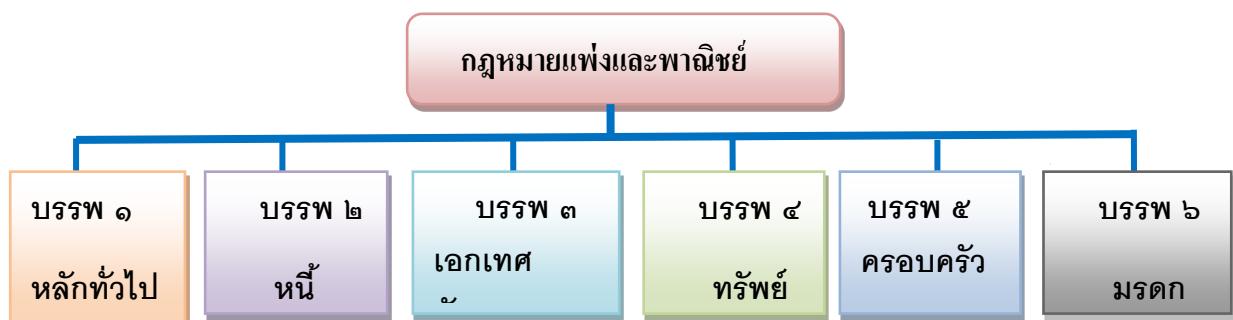 กฎหมายแพ่งและพาณิชย์
บรรพ ๑
หลักทั่วไป
บรรพ ๒
หนี้
บรรพ ๓
เอกเทศ
บรรพ ๔
ทรัพย์
บรรพ ๕
ครอบครัว
บรรพ ๖
มรดก